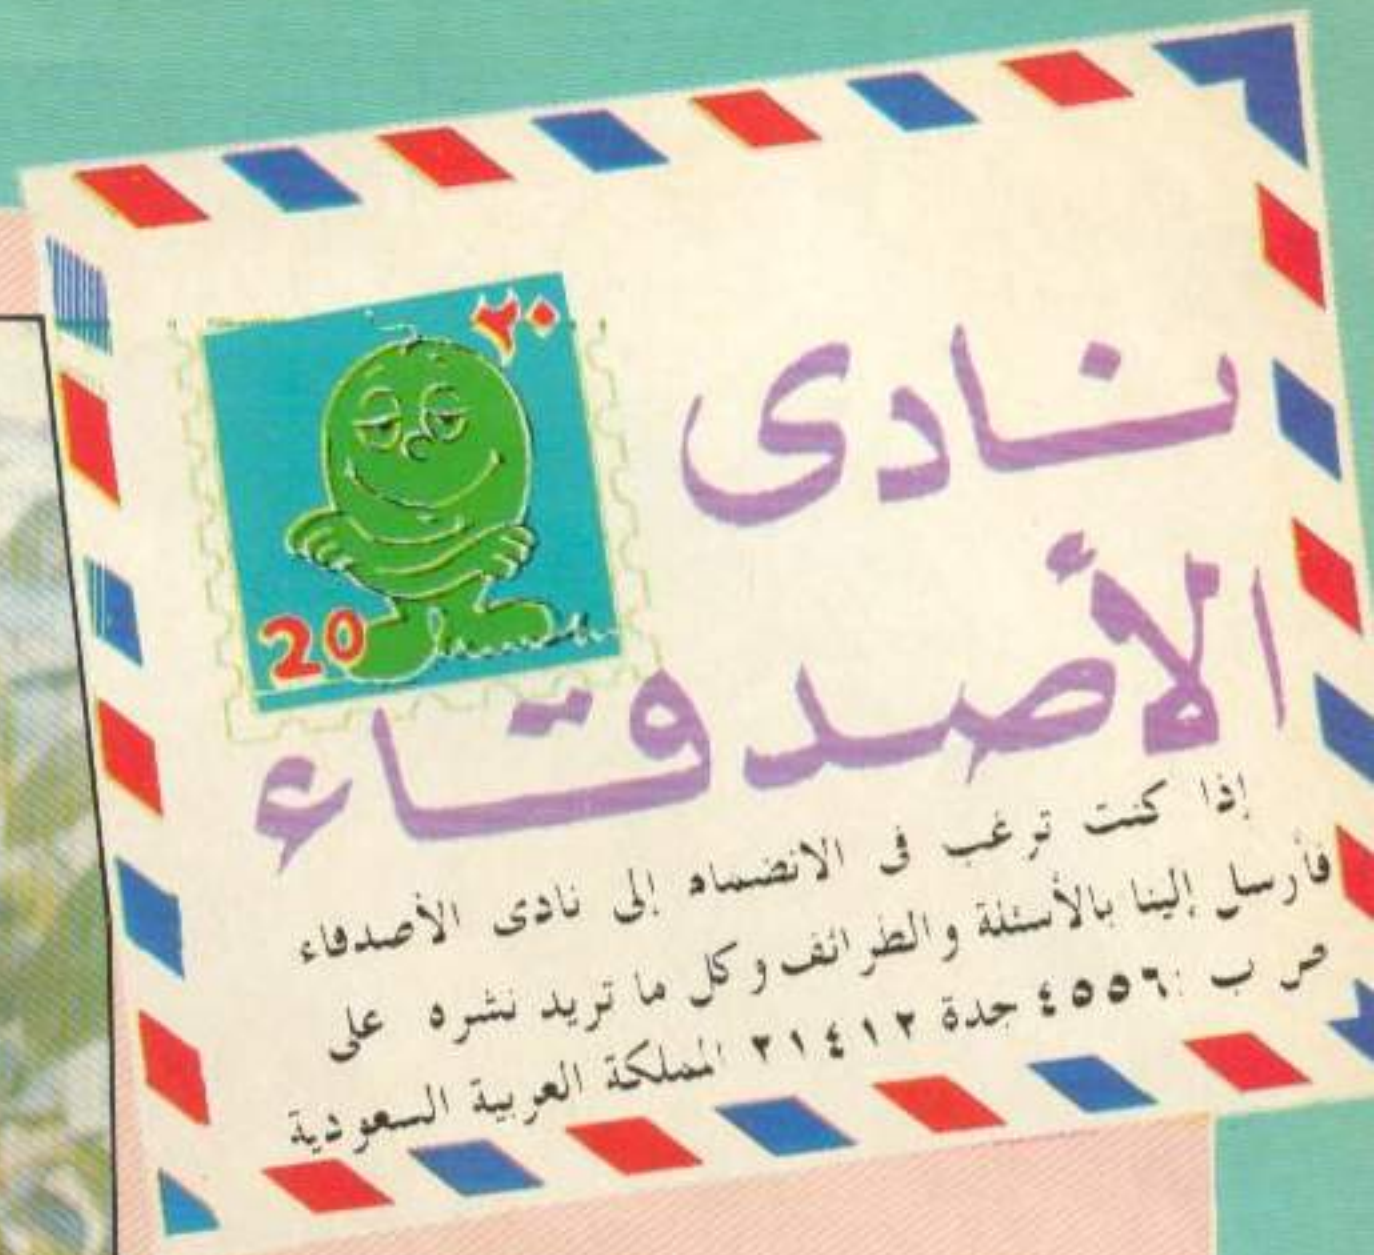 نادى
الأصدقاء
٢٠
20
إذا كنت ترغب فى الانضمام إلى نادى الأصدقاء
فأرسل إلينا بالأسئلة والطرائف وكل ما تريد نشره على
ص ب : ٤٥٥٦ جدة ٢١٤١٢ المملكة العربية السعودية